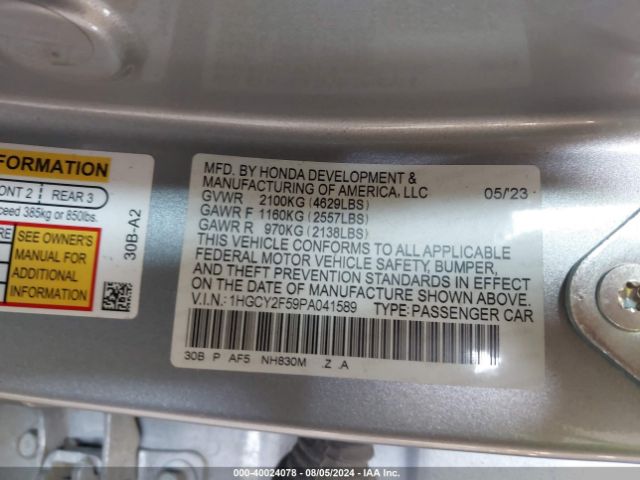 FORMATION
ONT 2 | REAR 3
ceed 385kg or 850lbs.
RE
SEE OWNER'S
MANUAL FOR
ADDITIONAL
INFORMATION
30B-A2
MFD. BY HONDA DEVELOPMENT &
MANUFACTURING OF AMERICA, LLC 05/'23
GVWR 2100KG (4629LBS)
GAWR F 1160KG (2557LBS)
GAWR R 970KG (2138LBS)
THIS VEHICLE CONFORMS TO ALL APPLICABLE
FEDERAL MOTOR VEHICLE SAFETY, BUMPER,
AND THEFT PREVENTION STANDARDS IN EFFECT
ON THE DATE OF MANUFACTURE SHOWN ABOVE.
V.I.N.: 1HGCY2F59PA041589 TYPE: PASSENGER CAR
30B P AF5 NH830M .Z .A
000-40024078 - 08/05/2024 - IAA Inc.